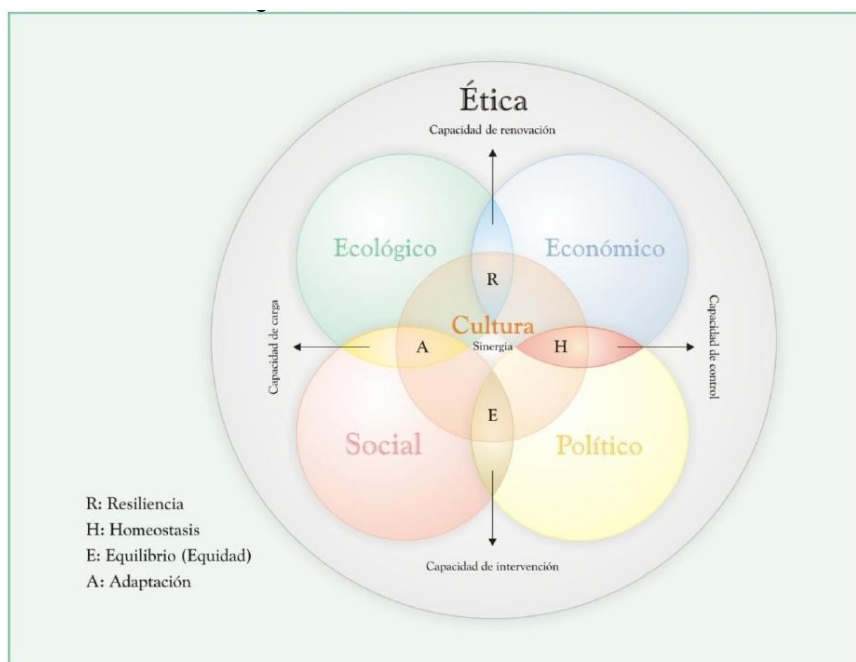 Ética
Capacidad de renovación
Ecológico
Económico
R
Cultura
Sinergia
A
H
Capacidad de carga
Capacidad de control
E
Social
Político
Capacidad de intervención
R: Resiliencia
H: Homeostasis
E: Equilibrio (Equidad)
A: Adaptación